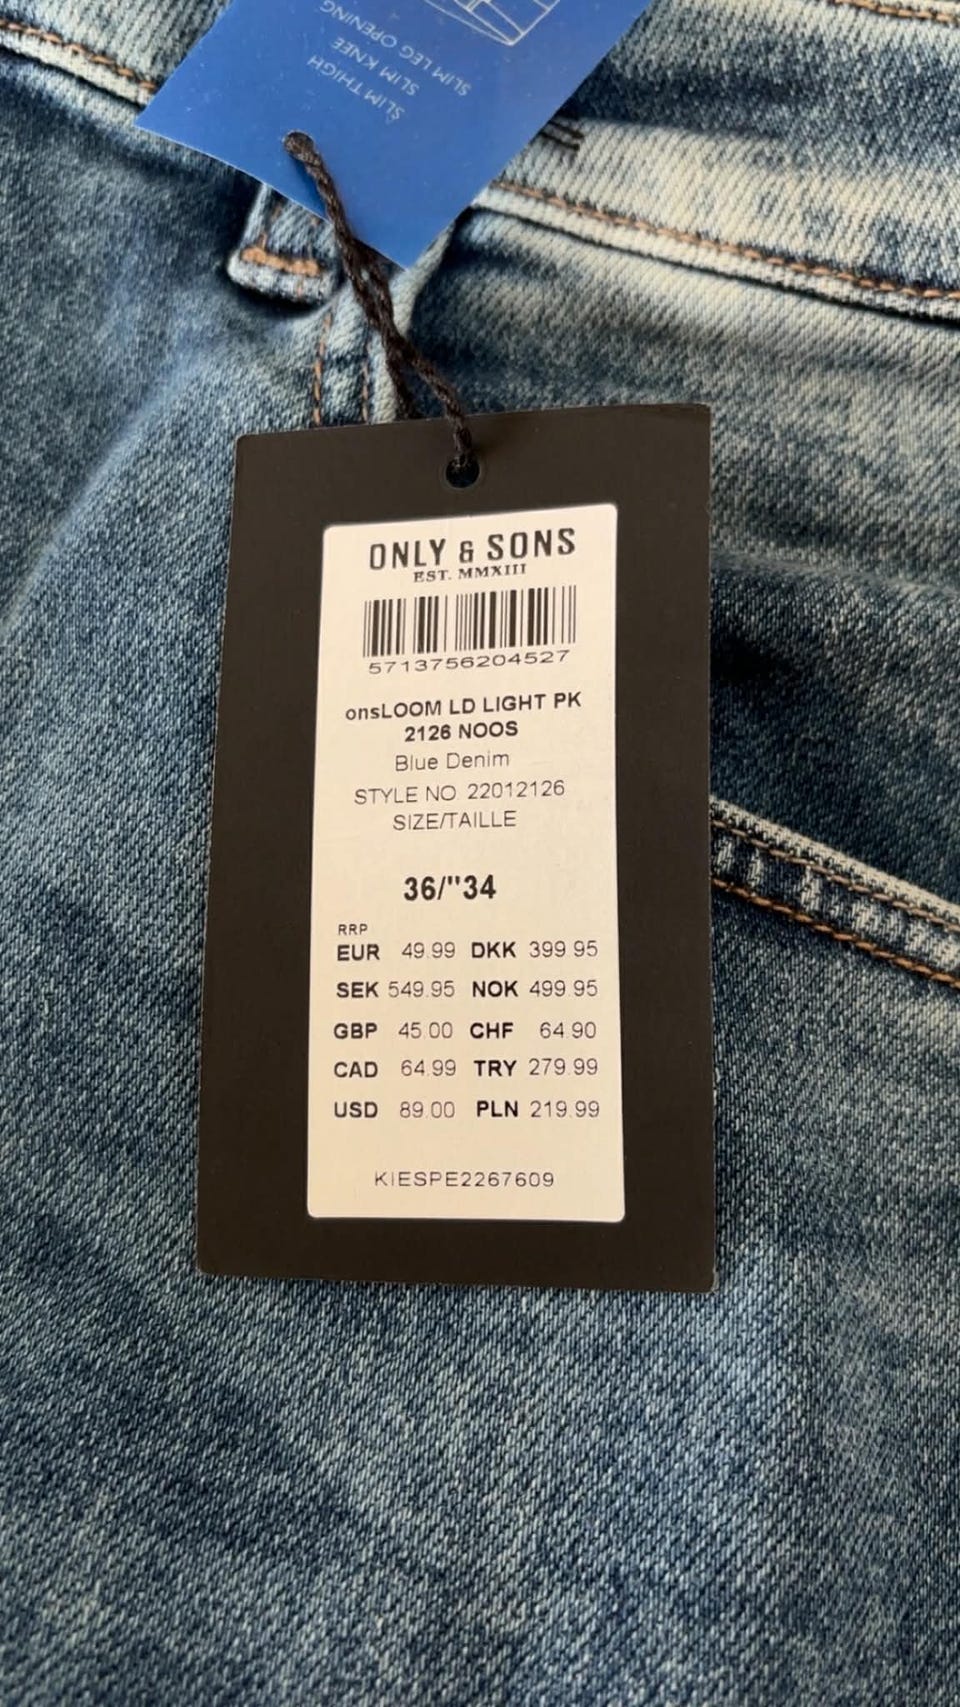 SLIM THIGH
SLIM KNEE
SLIM LEG OPENING
ONLY & SONS
EST. MMXIII
5713756204527
onsLOOM LD LIGHT PK
2126 NOOS
Blue Denim
STYLE NO. 22012126
SIZE/TAILLE
36/"34
RRP
EUR 49.99 DKK 399.95
SEK 549.95 NOK 499.95
GBP 45.00 CHF 64.90
CAD 64.99 TRY 279.99
USD 89.00 PLN 219.99
KIESPE2267609